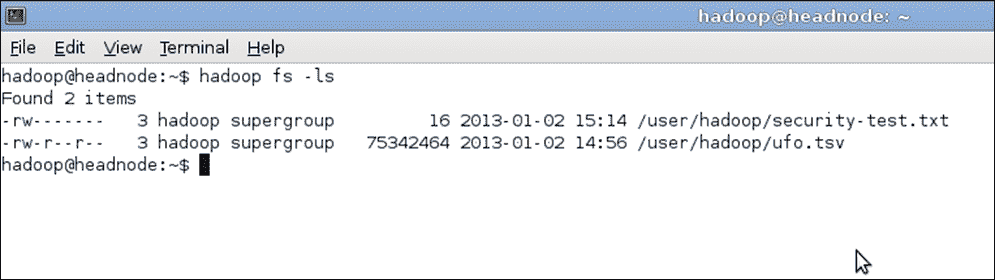 hadoop@headnode: ~
File Edit View Terminal Help
hadoop@headnode:~$ hadoop fs -ls
Found 2 items
-rw-------   3 hadoop supergroup         16 2013-01-02 15:14 /user/hadoop/security-test.txt
-rw-r--r--   3 hadoop supergroup   75342464 2013-01-02 14:56 /user/hadoop/ufo.tsv
hadoop@headnode:~$